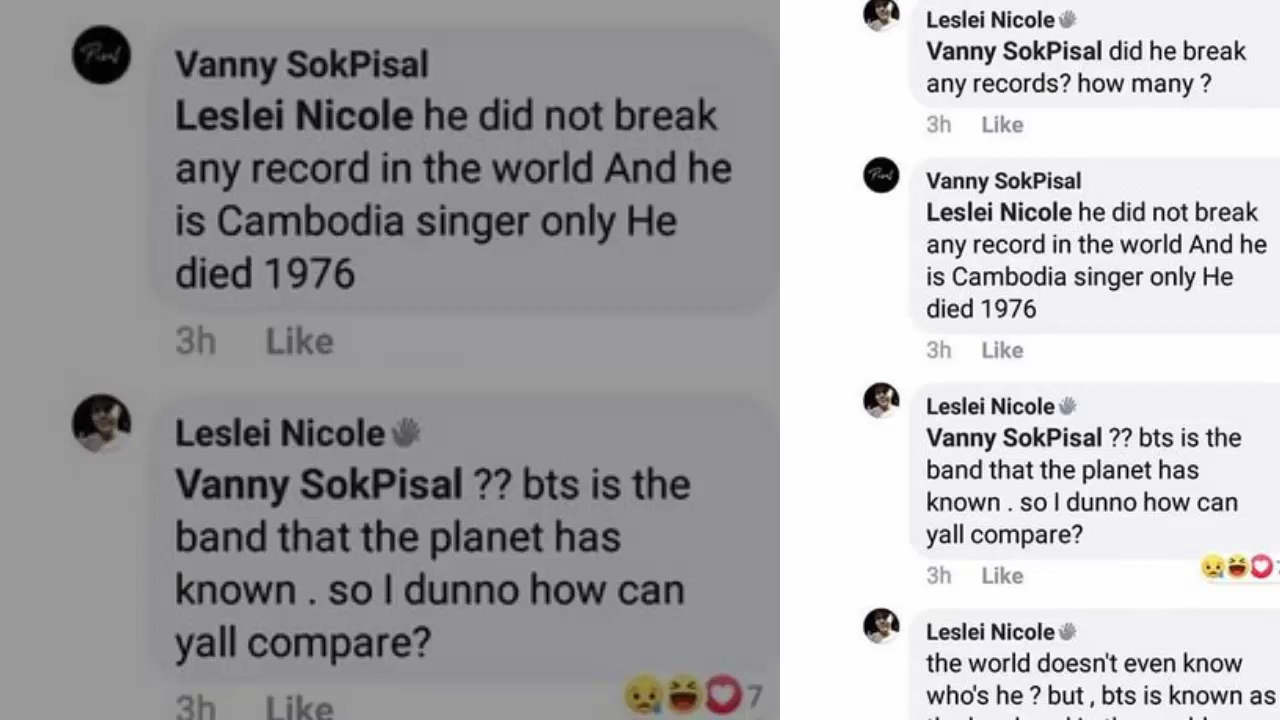 Vanny SokPisal
Leslei Nicole he did not break
any record in the world And he
is Cambodia singer only He
died 1976
3h Like
Leslei Nicole
Vanny SokPisal ?? bts is the
band that the planet has
known . so I dunno how can
yall compare?
3h Like
7
Leslei Nicole
Vanny SokPisal did he break
any records? how many ?
3h Like
Vanny SokPisal
Leslei Nicole he did not break
any record in the world And he
is Cambodia singer only He
died 1976
3h Like
Leslei Nicole
Vanny SokPisal ?? bts is the
band that the planet has
known . so I dunno how can
yall compare?
3h Like
Leslei Nicole
the world doesn't even know
who's he ? but , bts is known as